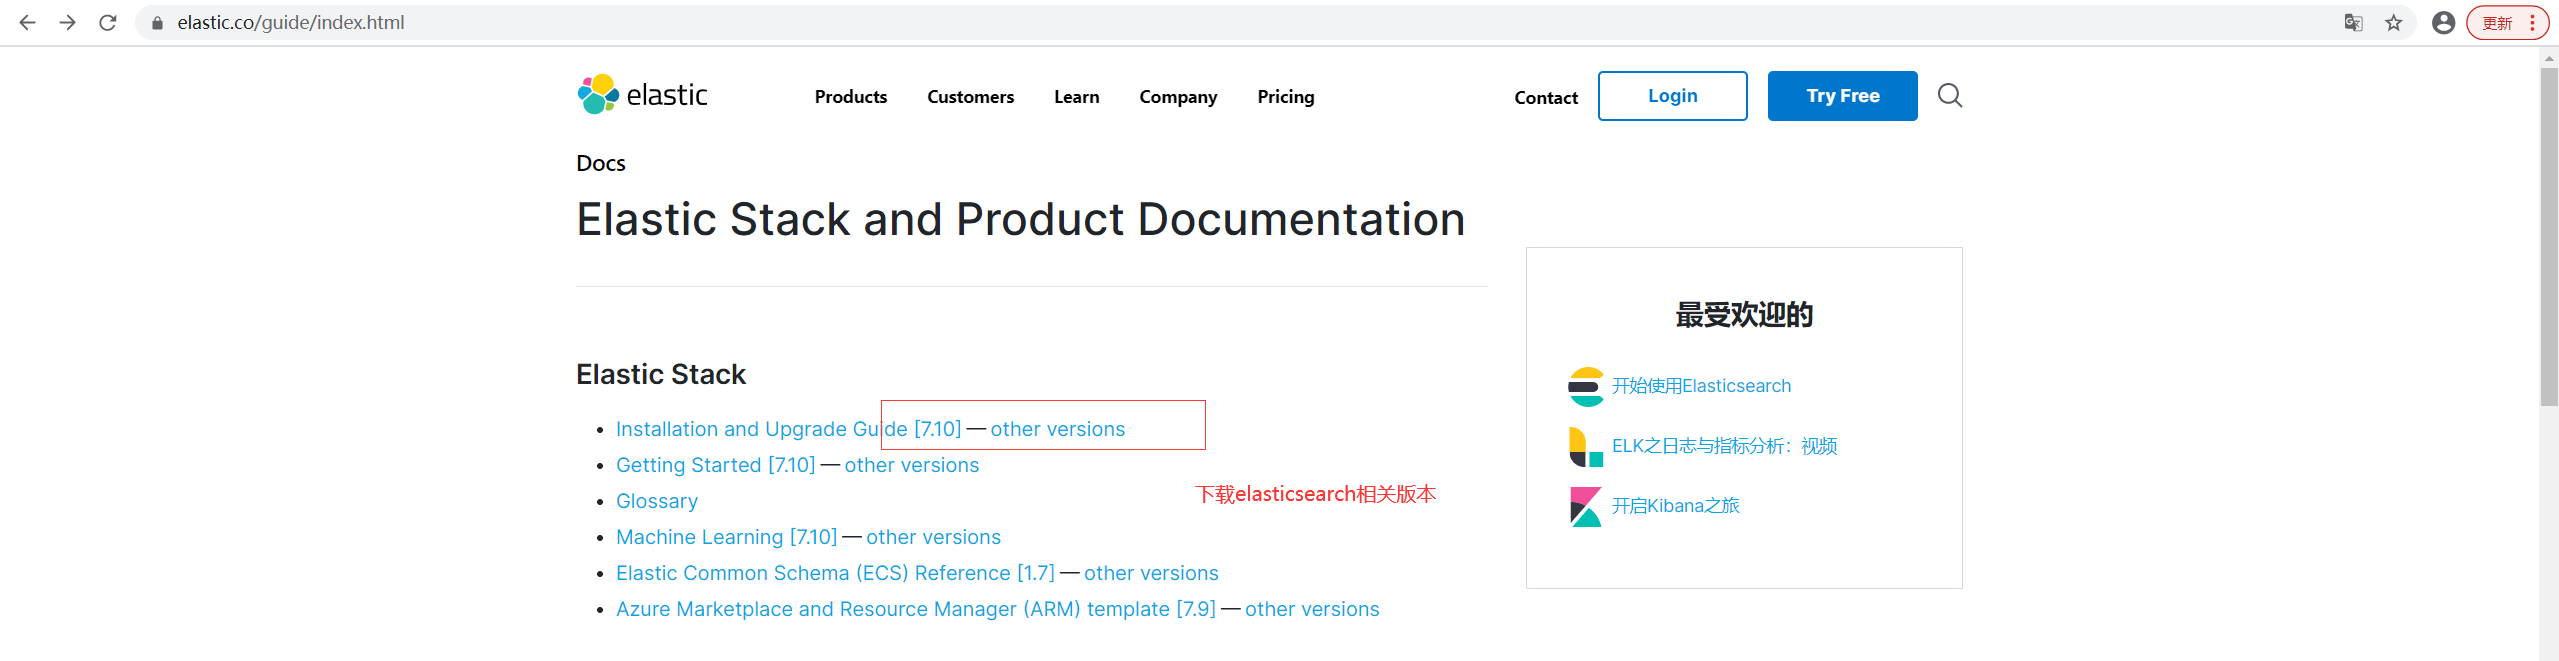 elastic.co/guide/index.html
更新
elastic
Products
Customers
Learn
Company
Pricing
Contact
Login
Try Free
Docs
Elastic Stack and Product Documentation
Elastic Stack
Installation and Upgrade Guide [7.10] — other versions
Getting Started [7.10] — other versions
Glossary
Machine Learning [7.10] — other versions
Elastic Common Schema (ECS) Reference [1.7] — other versions
Azure Marketplace and Resource Manager (ARM) template [7.9] — other versions
下载elasticsearch相关版本
最受欢迎的
开始使用Elasticsearch
ELK之日志与指标分析：视频
开启Kibana之旅